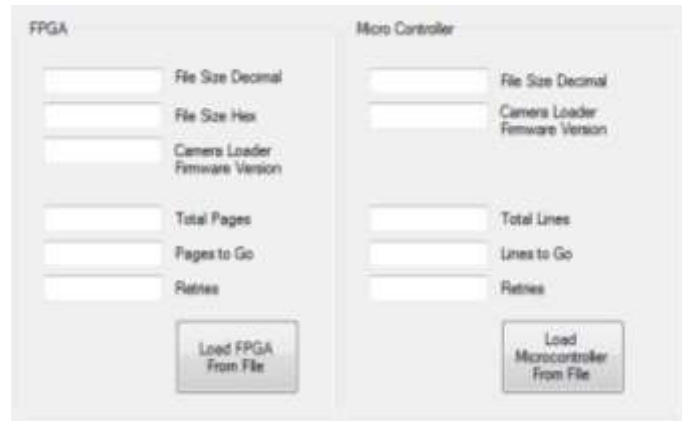 FPGA
File Size Decimal
File Size Hex
Camera Loader
Firmware Version
Total Pages
Pages to Go
Retries
Load FPGA
From File
Micro Controller
File Size Decimal
Camera Loader
Firmware Version
Total Lines
Lines to Go
Retries
Load
Microcontroller
From File